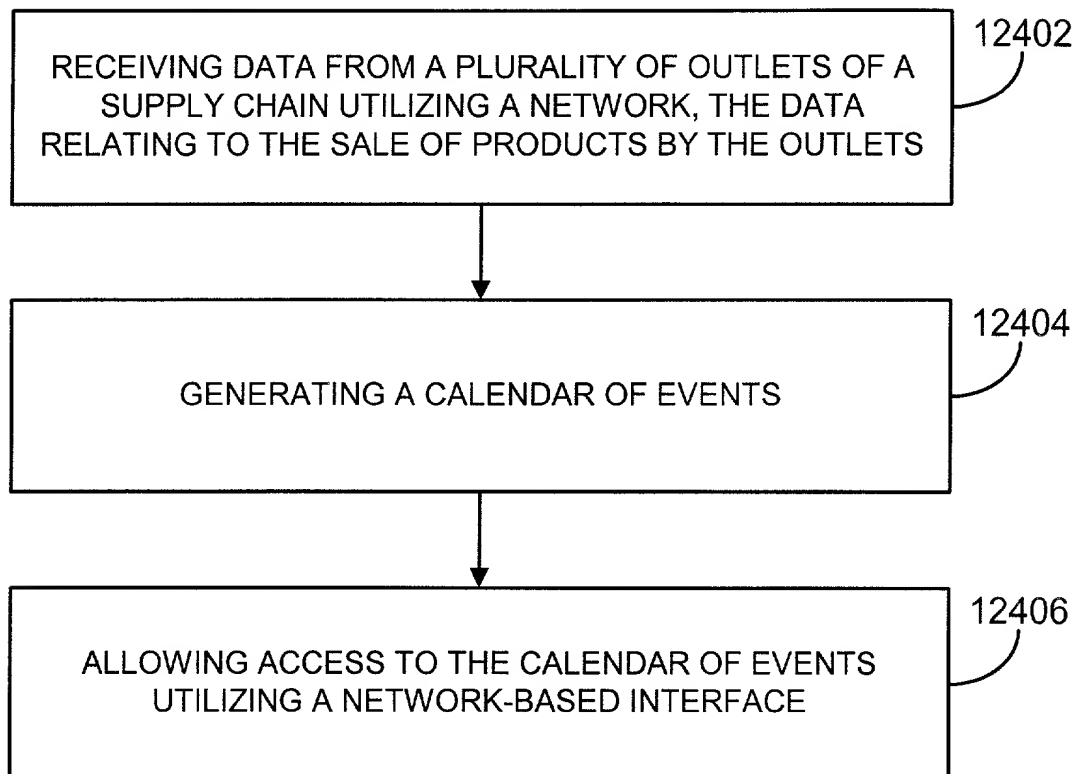 12402
RECEIVING DATA FROM A PLURALITY OF OUTLETS OF A
SUPPLY CHAIN UTILIZING A NETWORK, THE DATA
RELATING TO THE SALE OF PRODUCTS BY THE OUTLETS
12404
GENERATING A CALENDAR OF EVENTS
12406
ALLOWING ACCESS TO THE CALENDAR OF EVENTS
UTILIZING A NETWORK-BASED INTERFACE